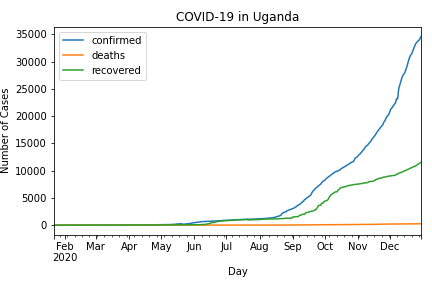 COVID-19 in Uganda
confirmed
deaths
recovered
Number of Cases
35000
30000
25000
20000
15000
10000
5000
0
Feb Mar Apr May Jun Jul Aug Sep Oct Nov Dec
2020
Day